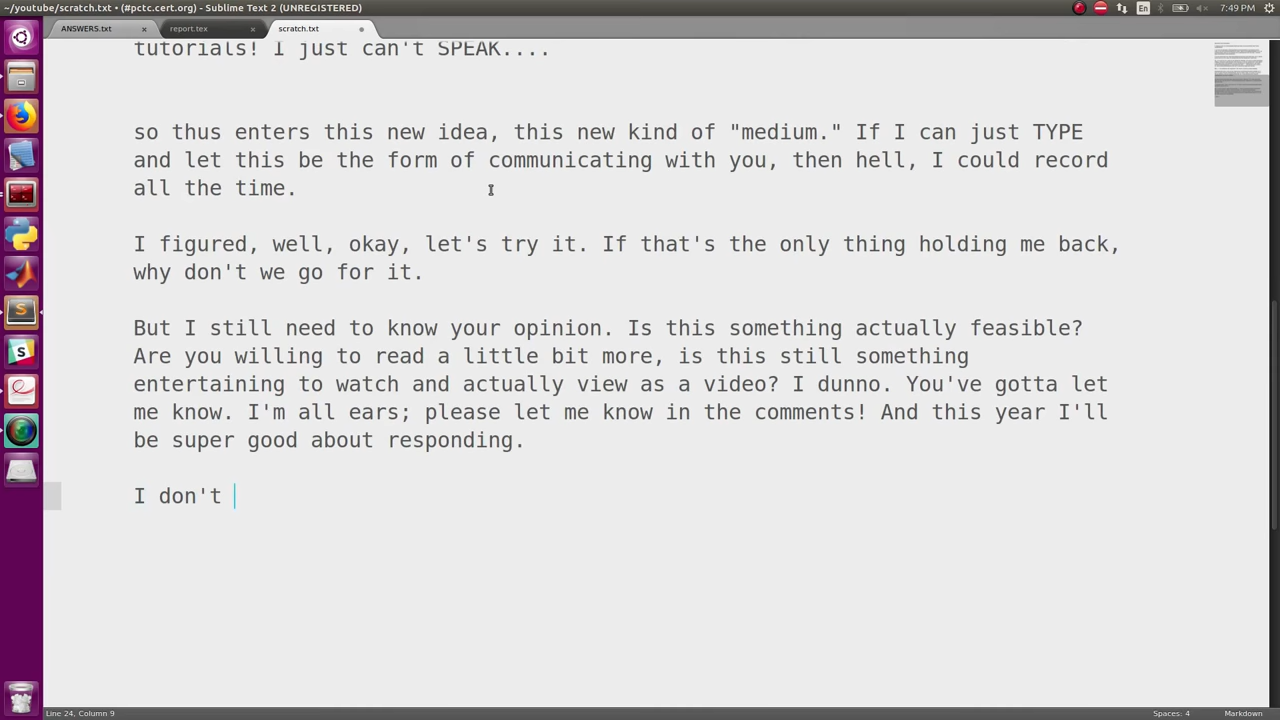 ~/youtube/scratch.txt • (#pctc.cert.org) - Sublime Text 2 (UNREGISTERED)
En
7:49 PM
ANSWERS.txt
report.tex
scratch.txt
tutorials! I just can't SPEAK....
so thus enters this new idea, this new kind of "medium." If I can just TYPE
and let this be the form of communicating with you, then hell, I could record
all the time.
I figured, well, okay, let's try it. If that's the only thing holding me back,
why don't we go for it.
But I still need to know your opinion. Is this something actually feasible?
Are you willing to read a little bit more, is this still something
entertaining to watch and actually view as a video? I dunno. You've gotta let
me know. I'm all ears; please let me know in the comments! And this year I'll
be super good about responding.
I don't
Line 24, Column 9
Spaces: 4
Markdown